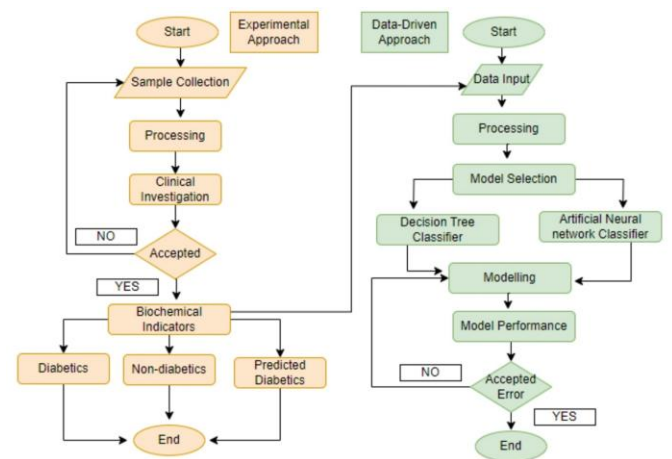 Start
Experimental
Approach
Sample Collection
Processing
Clinical
Investigation
NO
Accepted
YES
Biochemical
Indicators
Diabetics
Non-diabetics
Predicted
Diabetics
End
Data-Driven
Approach
Start
Data Input
Processing
Model Selection
Decision Tree
Classifier
Artificial Neural
network Classifier
Modelling
Model Performance
NO
Accepted
Error
YES
End